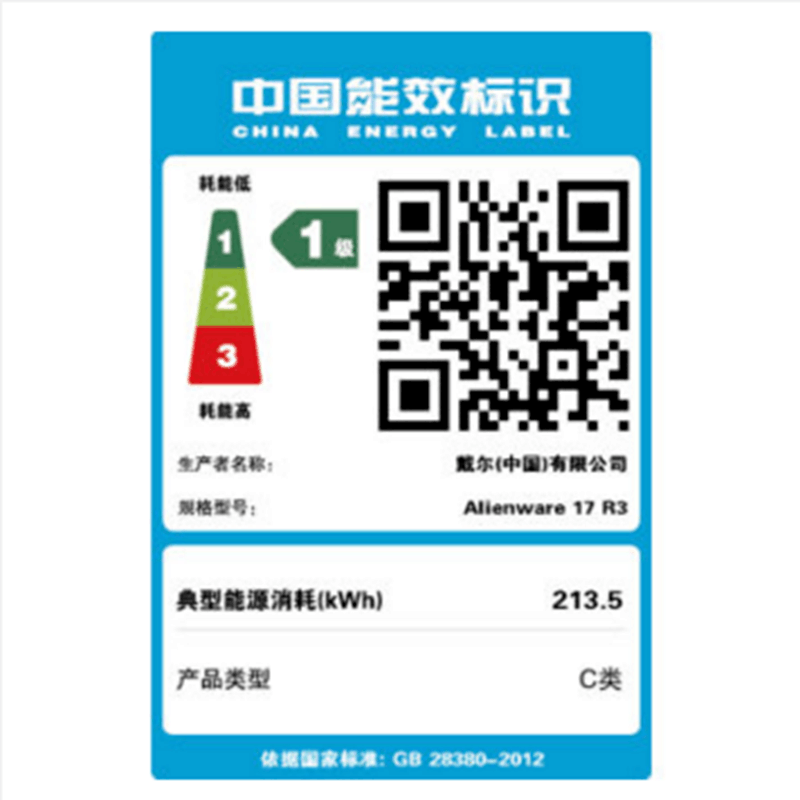 中国能效标识
CHINA ENERGY LABEL
耗能低
1
1级
2
3
耗能高
生产者名称: 戴尔(中国)有限公司
规格型号: Alienware 17 R3
典型能源消耗(kWh) 213.5
产品类型 C类
依据国家标准: GB 28380-2012